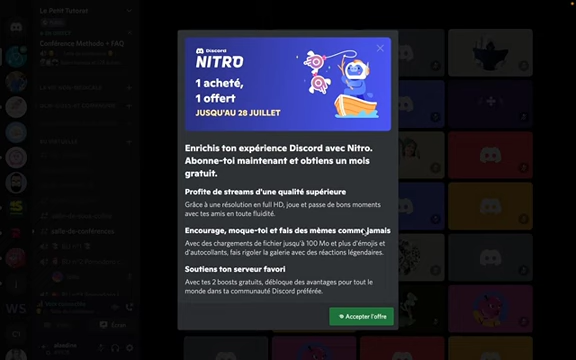 Le Petit Tuteur
Conférence Méthodo + FAQ
Discord
NITRO
1 acheté,
1 offert
JUSQU'AU 28 JUILLET
Enrichis ton expérience Discord avec Nitro.
Abonne-toi maintenant et obtiens un mois
gratuit.
Profite de streams d'une qualité supérieure
Grâce à une résolution en full HD, joue et passe de bons moments
avec tes amis en toute fluidité.
Encourage, moque-toi et fais des mèmes comme jamais
Avec des chargements de fichier jusqu'à 100 Mo et plus d'émojis et
d'autocollants, fais rigoler la galerie avec des réactions légendaires.
Soutiens ton serveur favori
Avec tes 2 boosts gratuits, débloque des avantages pour tout le
monde dans ta communauté Discord préférée.
Accepter l'offre
salle-de-conférences
WS